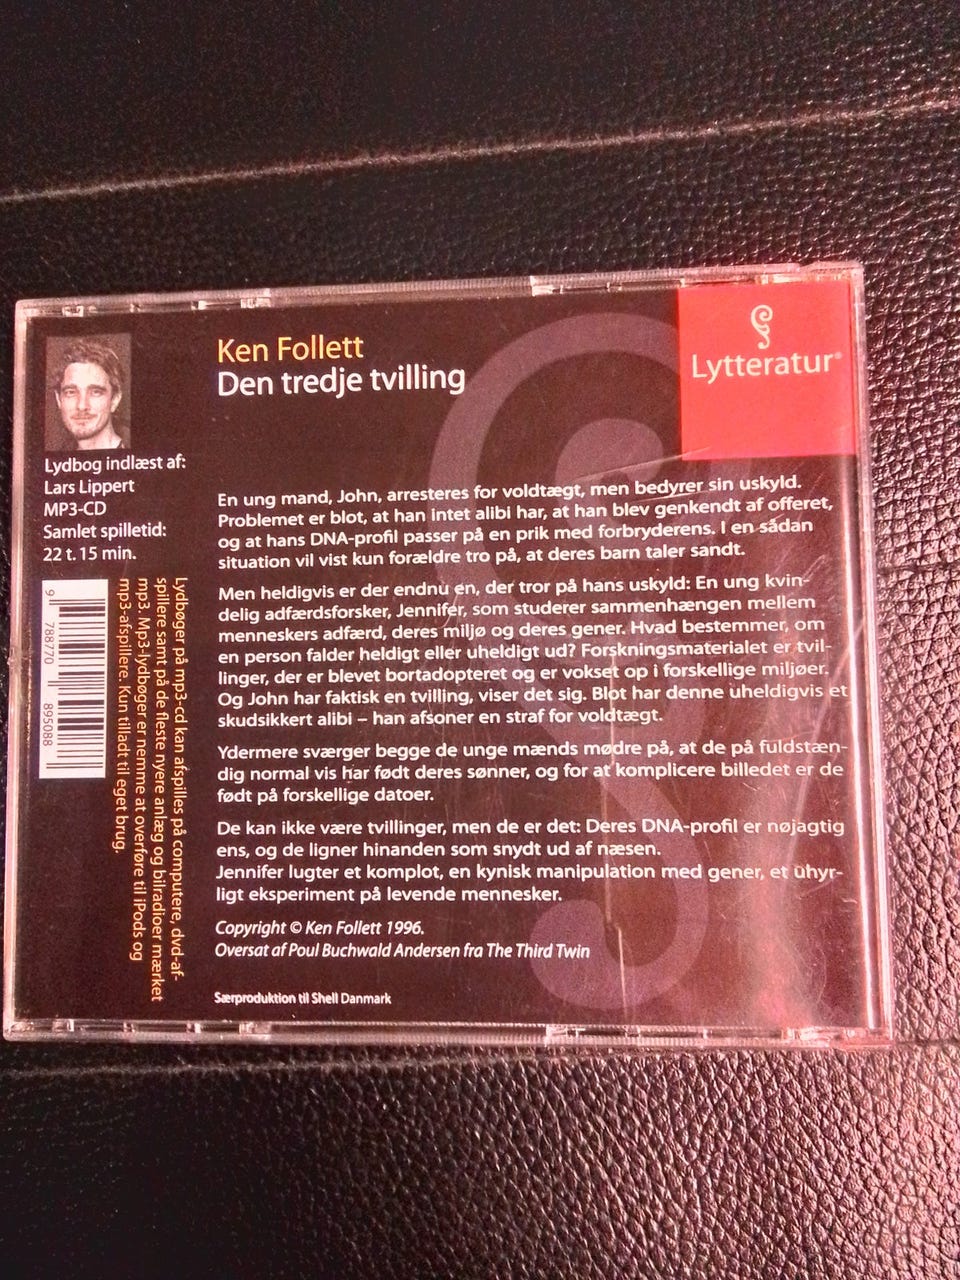 Ken Follett
Den tredje tvilling
Lytteratur®
Lydbog indlæst af:
Lars Lippert
MP3-CD
Samlet spilletid:
22 t. 15 min.
En ung mand, John, arresteres for voldtægt, men bedyrer sin uskyld.
Problemet er blot, at han intet alibi har, at han blev genkendt af offeret,
og at hans DNA-profil passer på en prik med forbryderens. I en sådan
situation vil vist kun forældre tro på, at deres barn taler sandt.
Men heldigvis er der endnu en, der tror på hans uskyld: En ung kvin-
delig adfærdsforsker, Jennifer, som studerer sammenhængen mellem
menneskers adfærd, deres miljø og deres gener. Hvad bestemmer, om
en person falder heldigt eller uheldigt ud? Forskningsmaterialet er tvil-
linger, der er blevet bortadopteret og er vokset op i forskellige miljøer.
Og John har faktisk en tvilling, viser det sig. Blot har denne uheldigvis et
skudsikkert alibi – han afsoner en straf for voldtægt.
Ydermere sværger begge de unge mænds mødre på, at de på fuldstæn-
dig normal vis har født deres sønner, og for at komplicere billedet er de
født på forskellige datoer.
De kan ikke være tvillinger, men de er det: Deres DNA-profil er nøjagtig
ens, og de ligner hinanden som snydt ud af næsen.
Jennifer lugter et komplot, en kynisk manipulation med gener, et uhyr-
ligt eksperiment på levende mennesker.
Copyright © Ken Follett 1996.
Oversat af Poul Buchwald Andersen fra The Third Twin
Særproduktion til Shell Danmark
Lydbøger på mp3-cd kan afspilles på computere, dvd-af-
spillere samt på de fleste nyere anlæg og bilradioer mærket
mp3. Mp3-lydbøger er nemme at overføre til iPods og
mp3-afspillere. Kun tilladt til eget brug.
9 788770 895088